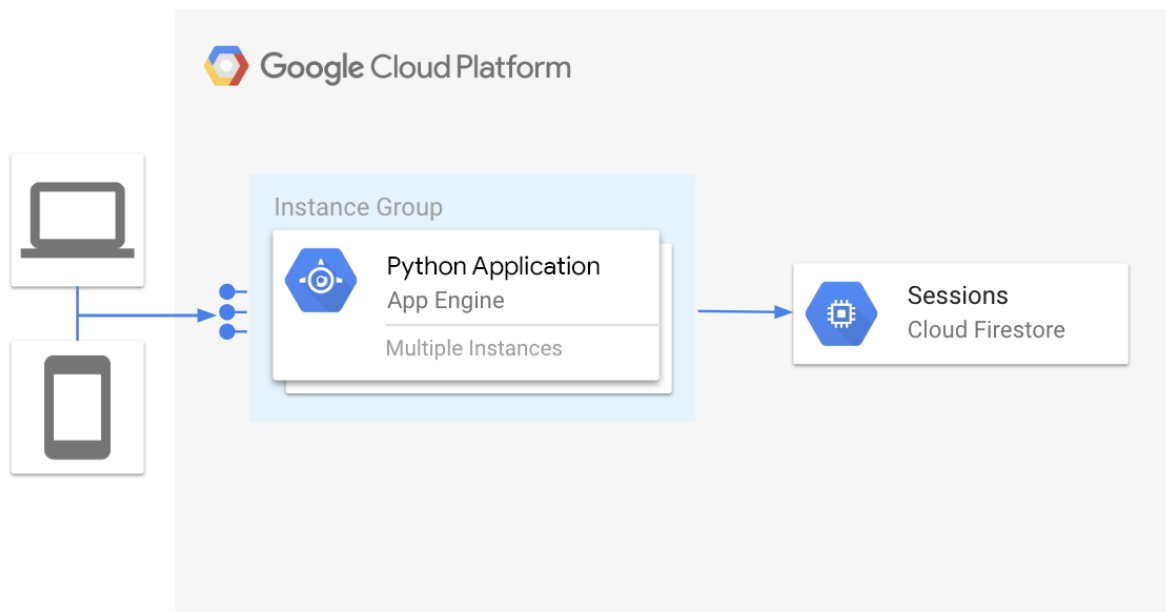 Google Cloud Platform
Instance Group
Python Application
App Engine
Multiple Instances
Sessions
Cloud Firestore